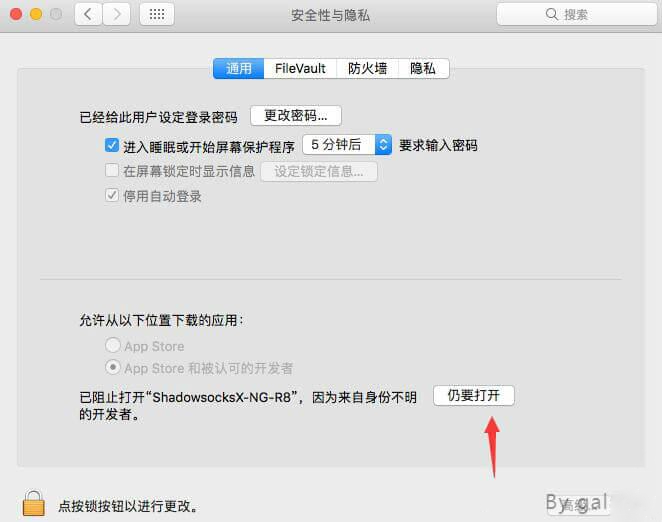 安全性与隐私
搜索
通用 FileVault 防火墙 隐私
已经给此用户设定登录密码 更改密码...
进入睡眠或开始屏幕保护程序 5 分钟后 要求输入密码
在屏幕锁定时显示信息 设定锁定信息...
停用自动登录
允许从以下位置下载的应用：
App Store
App Store 和被认可的开发者
已阻止打开“ShadowsocksX-NG-R8”，因为来自身份不明
的开发者。
仍要打开
点按锁按钮以进行更改。
By gal